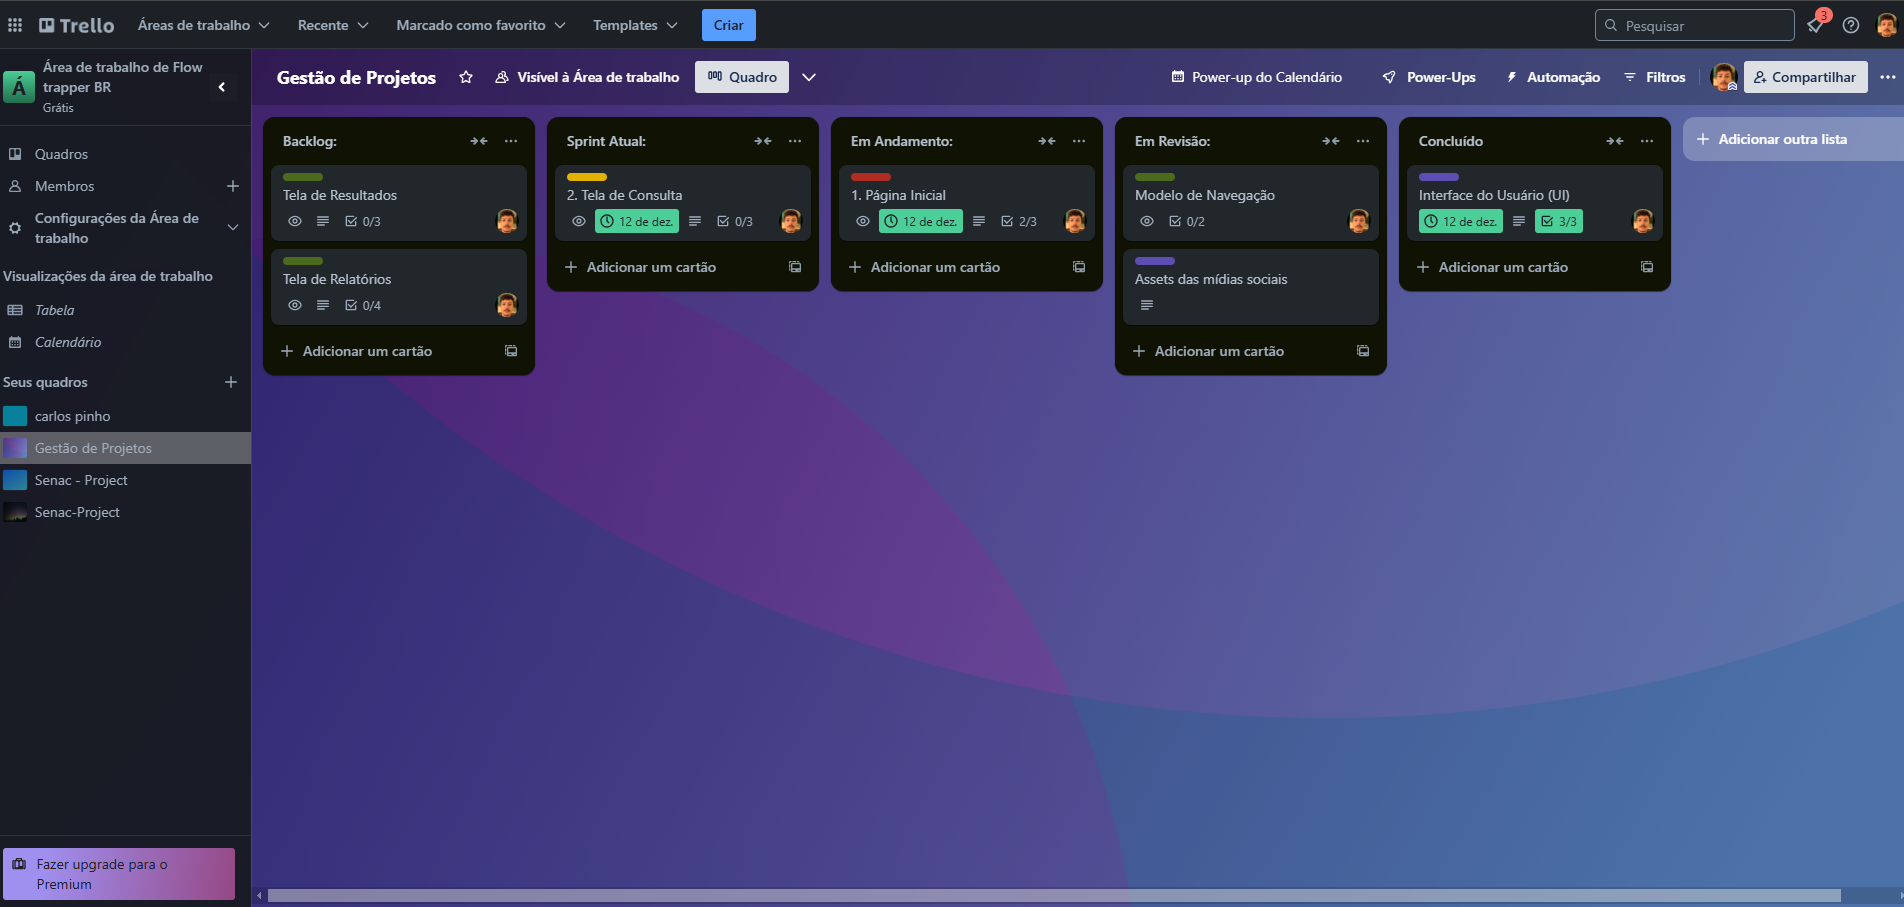 Trello
Áreas de trabalho
Recente
Marcado como favorito
Templates
Criar
Pesquisar
3
Á
Área de trabalho de Flow
trapper BR
Grátis
Quadros
Membros
Configurações da Área de
trabalho
Visualizações da área de trabalho
Tabela
Calendário
Seus quadros
carlos pinho
Gestão de Projetos
Senac - Project
Senac-Project
Fazer upgrade para o
Premium
Gestão de Projetos
Visível à Área de trabalho
Quadro
Power-up do Calendário
Power-Ups
Automação
Filtros
Compartilhar
Backlog:
Tela de Resultados
0/3
Tela de Relatórios
0/4
Adicionar um cartão
Sprint Atual:
2. Tela de Consulta
12 de dez.
0/3
Adicionar um cartão
Em Andamento:
1. Página Inicial
12 de dez.
2/3
Adicionar um cartão
Em Revisão:
Modelo de Navegação
0/2
Assets das mídias sociais
Adicionar um cartão
Concluído
Interface do Usuário (UI)
12 de dez.
3/3
Adicionar um cartão
Adicionar outra lista